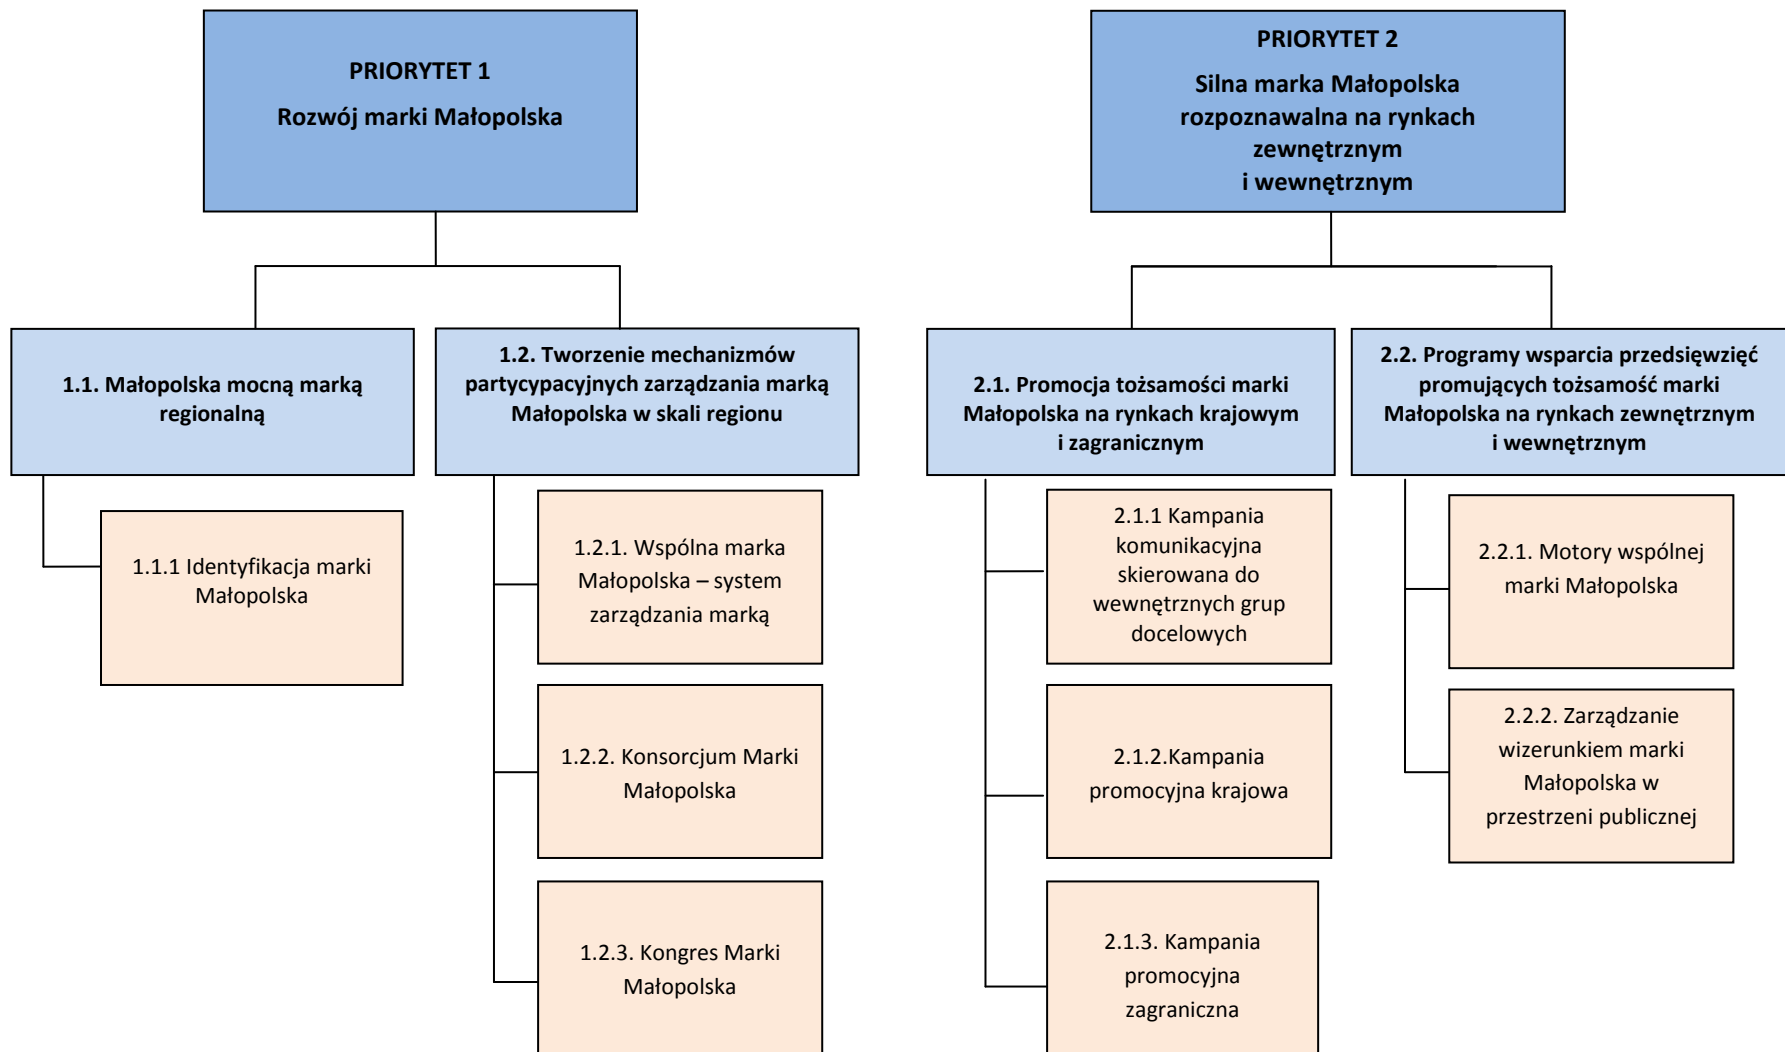 PRIORYTET 1
Rozwój marki Małopolska
PRIORYTET 2
Silna marka Małopolska
rozpoznawalna na rynkach
zewnętrznym
i wewnętrznym
1.1. Małopolska mocną marką
regionalną
1.2. Tworzenie mechanizmów
partycypacyjnych zarządzania marką
Małopolska w skali regionu
2.1. Promocja tożsamości marki
Małopolska na rynkach krajowym
i zagranicznym
2.2. Programy wsparcia przedsięwzięć
promujących tożsamość marki
Małopolska na rynkach zewnętrznym
i wewnętrznym
1.1.1 Identyfikacja marki
Małopolska
1.2.1. Wspólna marka
Małopolska – system
zarządzania marką
1.2.2. Konsorcjum Marki
Małopolska
1.2.3. Kongres Marki
Małopolska
2.1.1 Kampania
komunikacyjna
skierowana do
wewnętrznych grup
docelowych
2.1.2.Kampania
promocyjna krajowa
2.1.3. Kampania
promocyjna
zagraniczna
2.2.1. Motory wspólnej
marki Małopolska
2.2.2. Zarządzanie
wizerunkiem marki
Małopolska w
przestrzeni publicznej